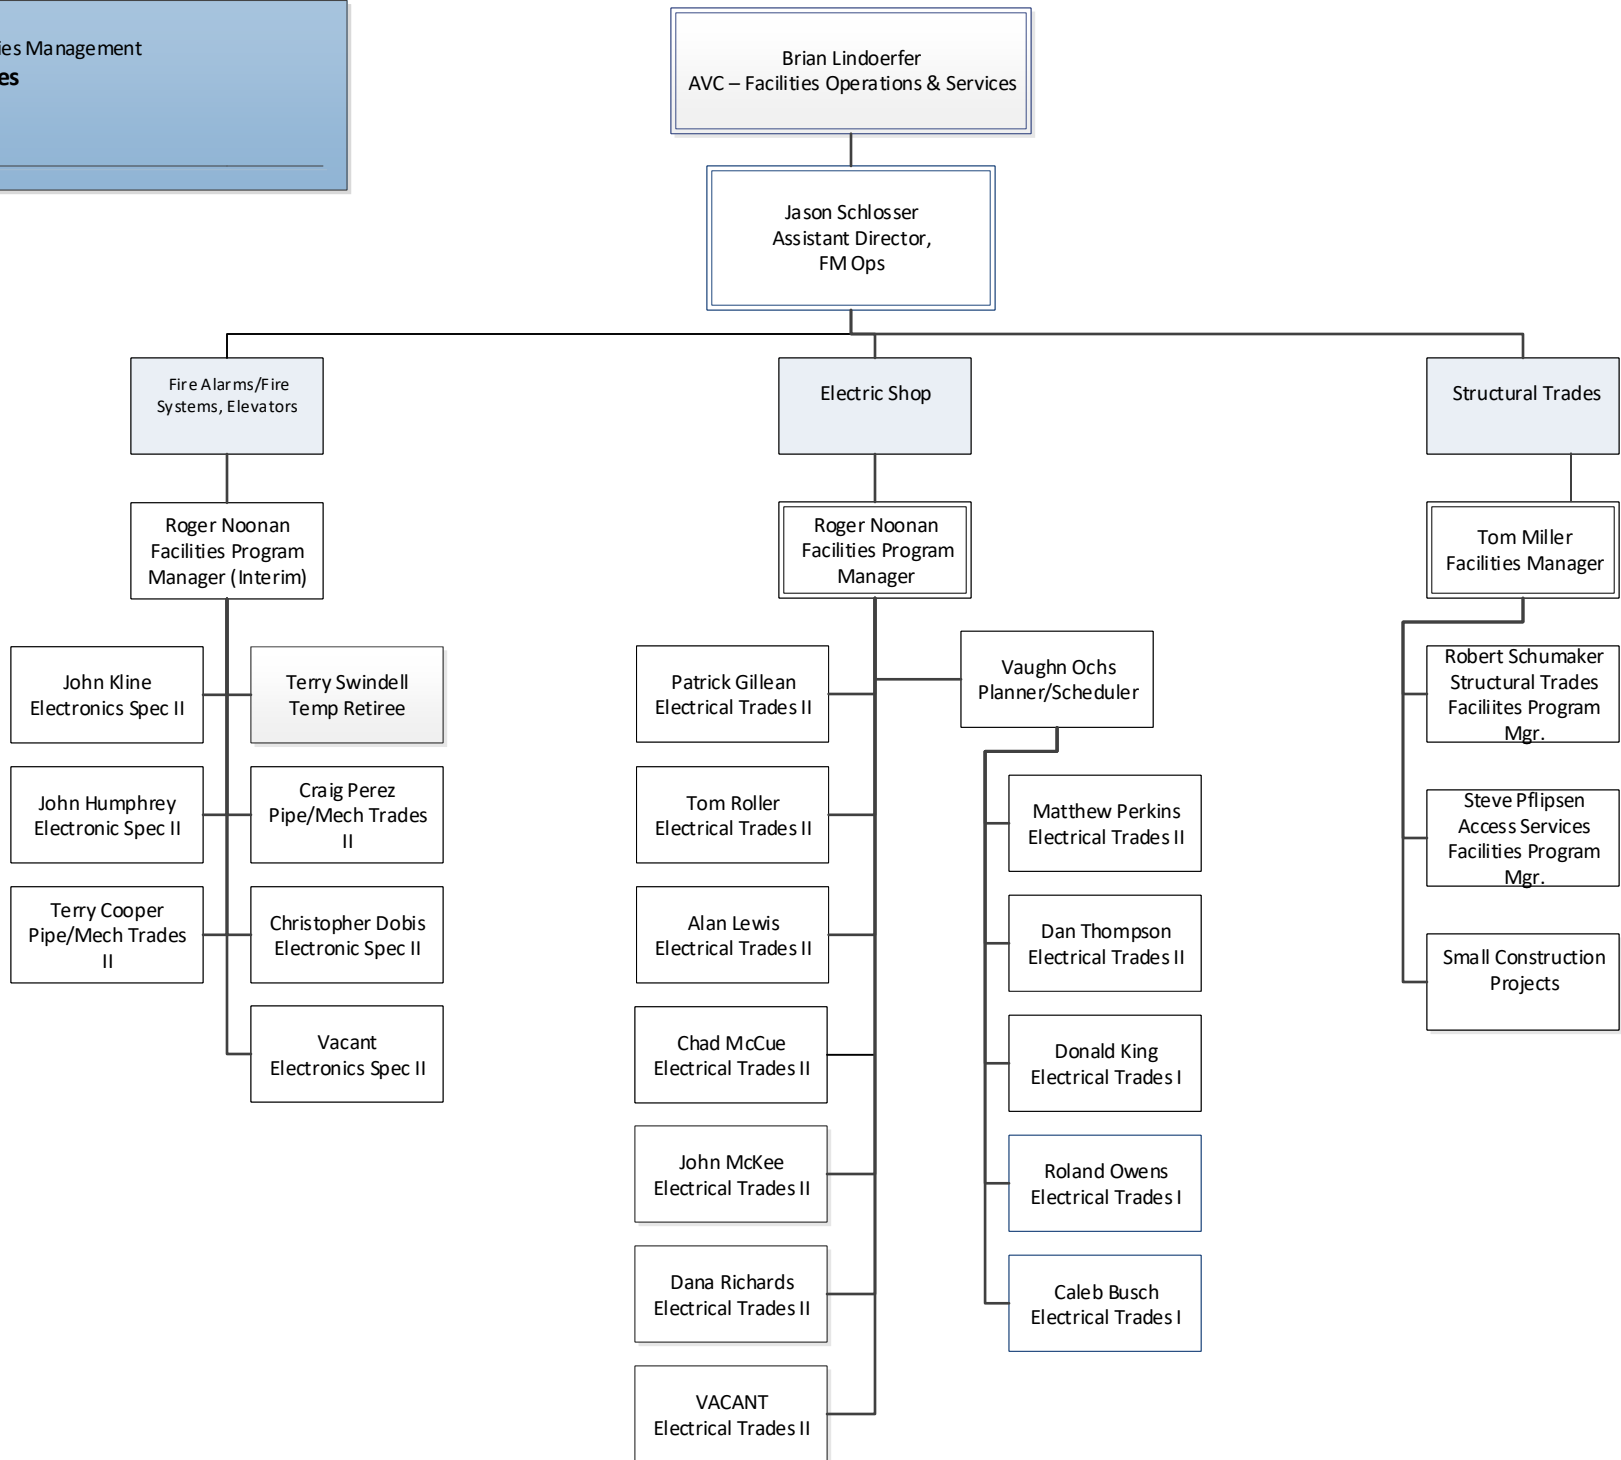 Management
Brian Lindoerfer
AVC – Facilities Operations & Services
Jason Schlosser
Assistant Director,
FM Ops
Fire Alarms/Fire
Systems, Elevators
Electric Shop
Structural Trades
Roger Noonan
Facilities Program
Manager (Interim)
Roger Noonan
Facilities Program
Manager
Tom Miller
Facilities Manager
John Kline
Electronics Spec II
Terry Swindell
Temp Retiree
John Humphrey
Electronic Spec II
Craig Perez
Pipe/Mech Trades
II
Terry Cooper
Pipe/Mech Trades
II
Christopher Dobis
Electronic Spec II
Vacant
Electronics Spec II
Patrick Gillean
Electrical Trades II
Tom Roller
Electrical Trades II
Alan Lewis
Electrical Trades II
Chad McCue
Electrical Trades II
John McKee
Electrical Trades II
Dana Richards
Electrical Trades II
VACANT
Electrical Trades II
Vaughn Ochs
Planner/Scheduler
Matthew Perkins
Electrical Trades II
Dan Thompson
Electrical Trades II
Donald King
Electrical Trades I
Roland Owens
Electrical Trades I
Caleb Busch
Electrical Trades I
Robert Schumaker
Structural Trades
Faciliites Program
Mgr.
Steve Pflipsen
Access Services
Facilities Program
Mgr.
Small Construction
Projects